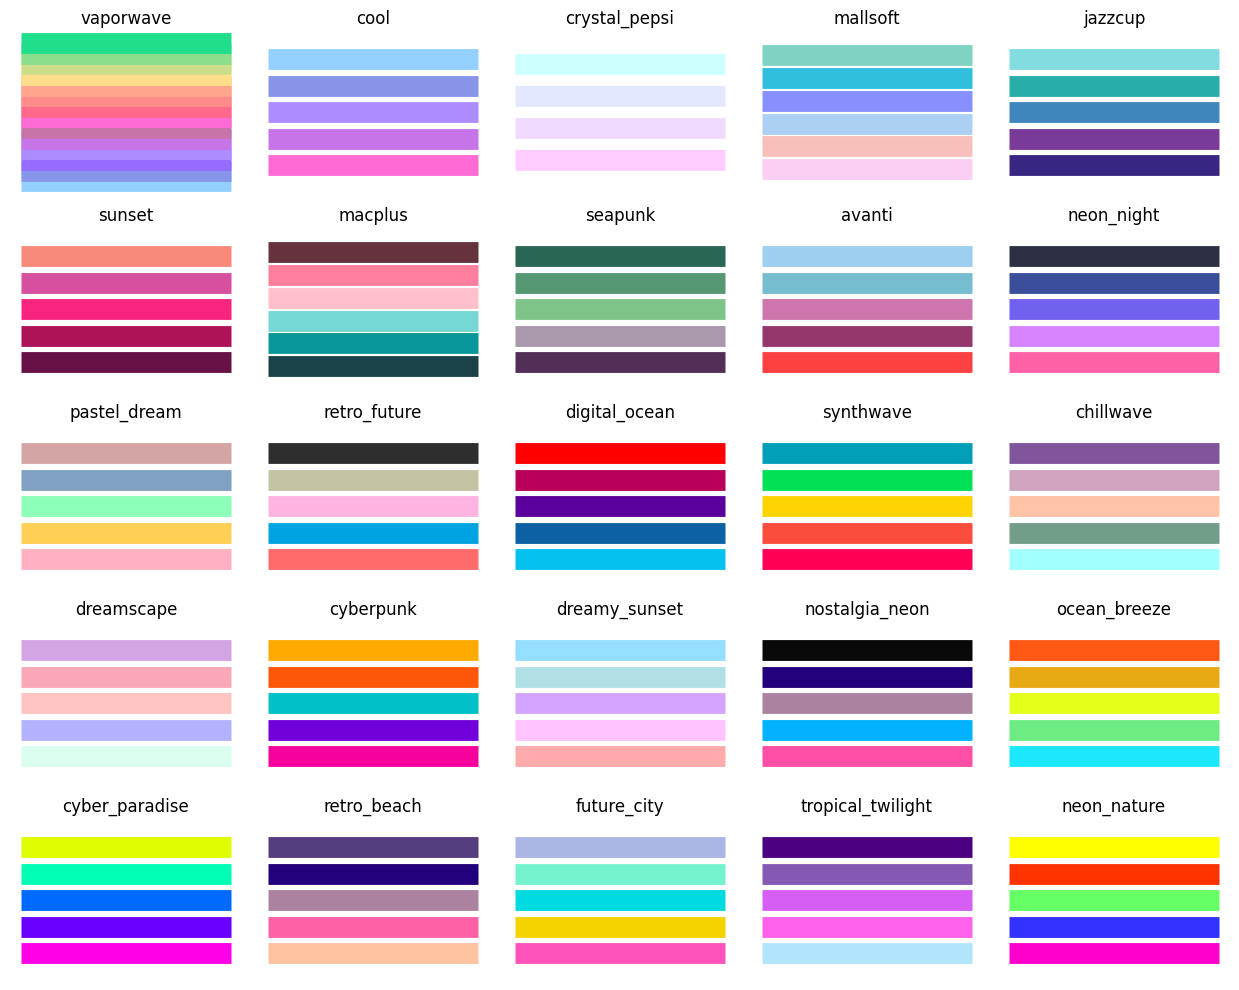 vaporwave
cool
crystal_pepsi
mallsoft
jazzcup
sunset
macplus
seapunk
avanti
neon_night
pastel_dream
retro_future
digital_ocean
synthwave
chillwave
dreamscape
cyberpunk
dreamy_sunset
nostalgia_neon
ocean_breeze
cyber_paradise
retro_beach
future_city
tropical_twilight
neon_nature